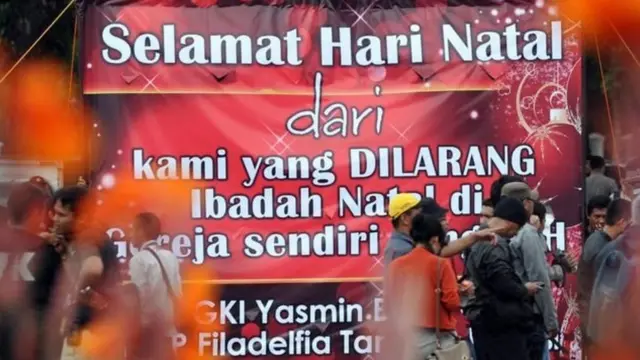 Selamat Hari Natal
dari
kami yang DILARANG
Ibadah Natal di
Gereja sendiri
GKI Yasmin
Filadelfia